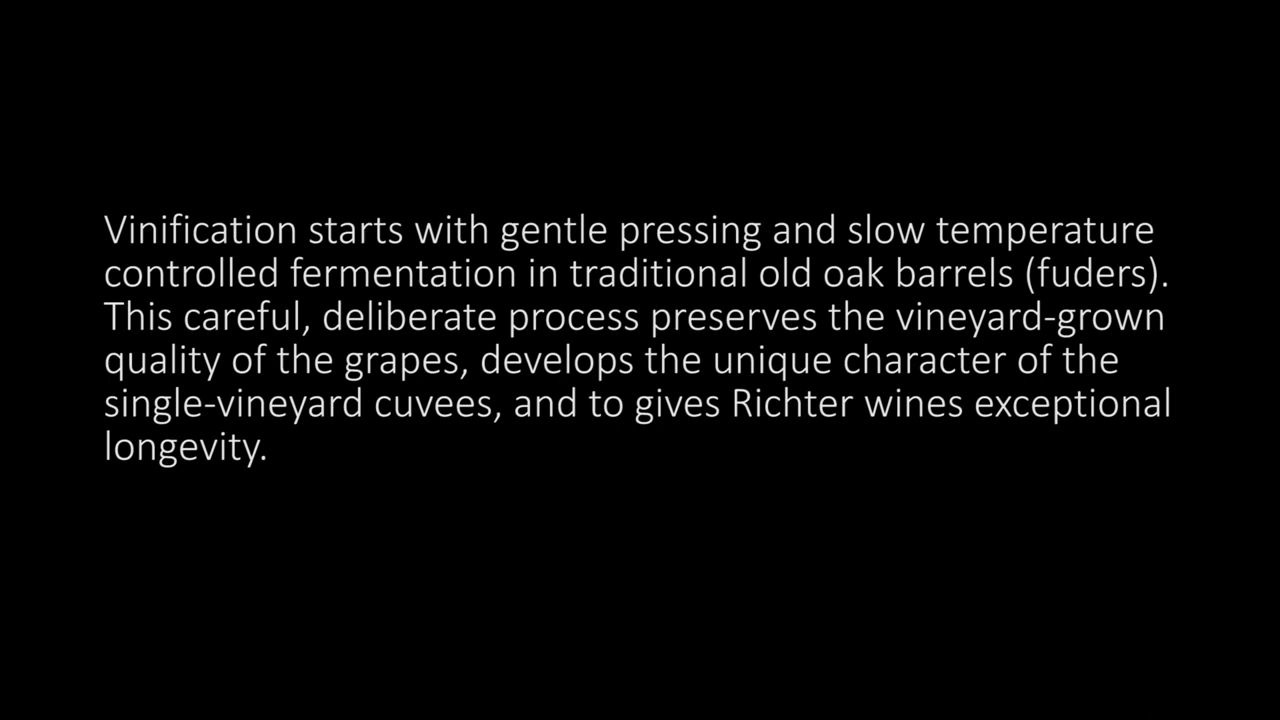 Vinification starts with gentle pressing and slow temperature
controlled fermentation in traditional old oak barrels (fuders).
This careful, deliberate process preserves the vineyard-grown
quality of the grapes, develops the unique character of the
single-vineyard cuvees, and to gives Richter wines exceptional
longevity.